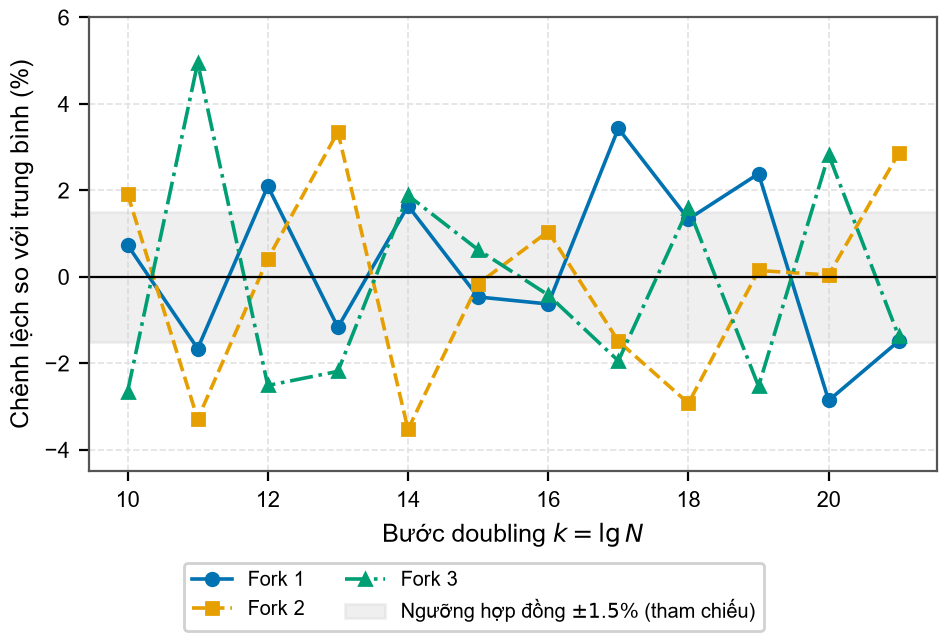 Chênh lệch so với trung bình (%)
6
4
2
0
−2
−4
10 12 14 16 18 20
Bước doubling k = lg N
Fork 1
Fork 2
Fork 3
Ngưỡng hợp đồng ±1.5% (tham chiếu)